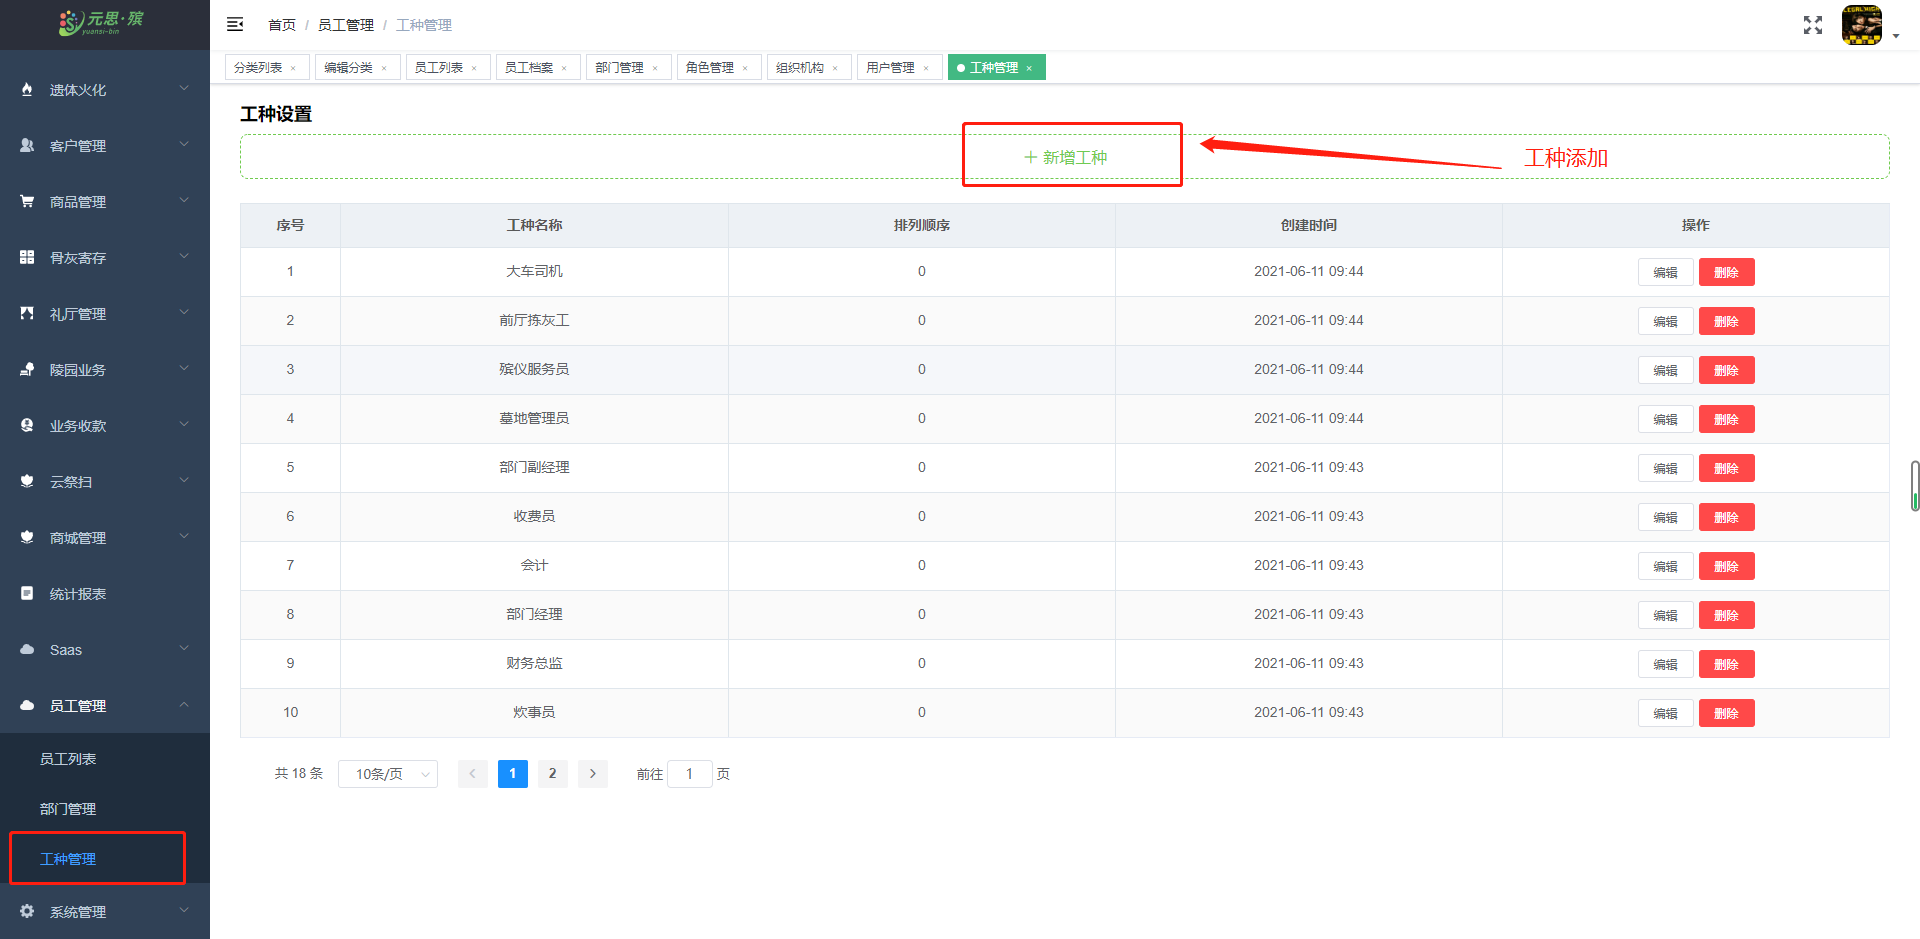 元思·殡
yuansi-bin
首页 / 员工管理 / 工种管理
分类列表 × 编辑分类 × 员工列表 × 员工档案 × 部门管理 × 角色管理 × 组织机构 × 用户管理 × 工种管理 ×
遗体火化
客户管理
商品管理
骨灰寄存
礼厅管理
陵园业务
业务收款
云祭扫
商城管理
统计报表
Saas
员工管理
员工列表
部门管理
工种管理
系统管理
工种设置
+ 新增工种
工种添加
序号 工种名称 排列顺序 创建时间 操作
1 大车司机 0 2021-06-11 09:44 编辑 删除
2 前厅拣灰工 0 2021-06-11 09:44 编辑 删除
3 殡仪服务员 0 2021-06-11 09:44 编辑 删除
4 墓地管理员 0 2021-06-11 09:44 编辑 删除
5 部门副经理 0 2021-06-11 09:43 编辑 删除
6 收费员 0 2021-06-11 09:43 编辑 删除
7 会计 0 2021-06-11 09:43 编辑 删除
8 部门经理 0 2021-06-11 09:43 编辑 删除
9 财务总监 0 2021-06-11 09:43 编辑 删除
10 炊事员 0 2021-06-11 09:43 编辑 删除
共 18 条 10条/页 < 1 2 > 前往 1 页